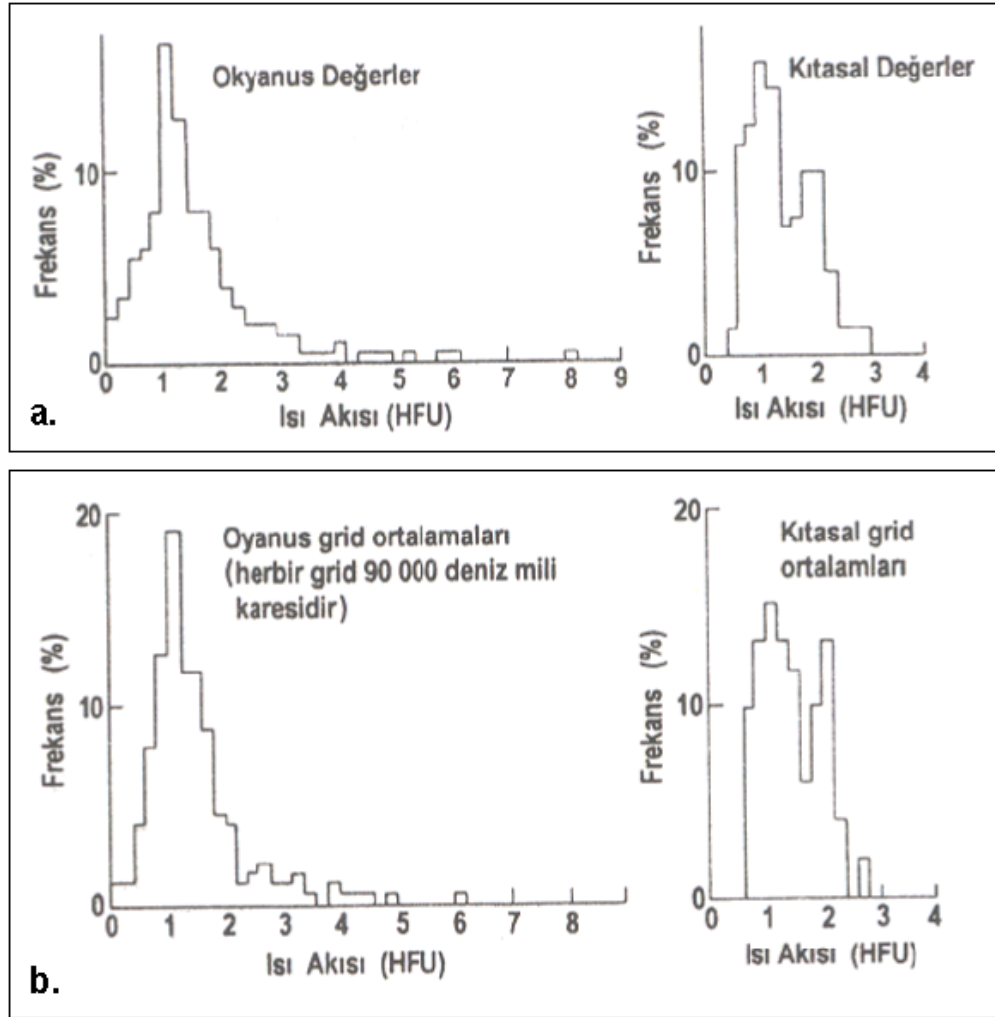 Okyanus Değerler
Frekans (%)
10
0
0 1 2 3 4 5 6 7 8 9
Isı Akısı (HFU)
a.
Kıtasal Değerler
Frekans (%)
10
0
0 1 2 3 4
Isı Akısı (HFU)
20
Oyanus grid ortalamaları
(herbir grid 90 000 deniz mili
karesidir)
Frekans (%)
10
0
0 1 2 3 4 5 6 7 8
Isı Akısı (HFU)
b.
20
Kıtasal grid
ortalamları
Frekans (%)
10
0
0 1 2 3 4
Isı Akısı (HFU)